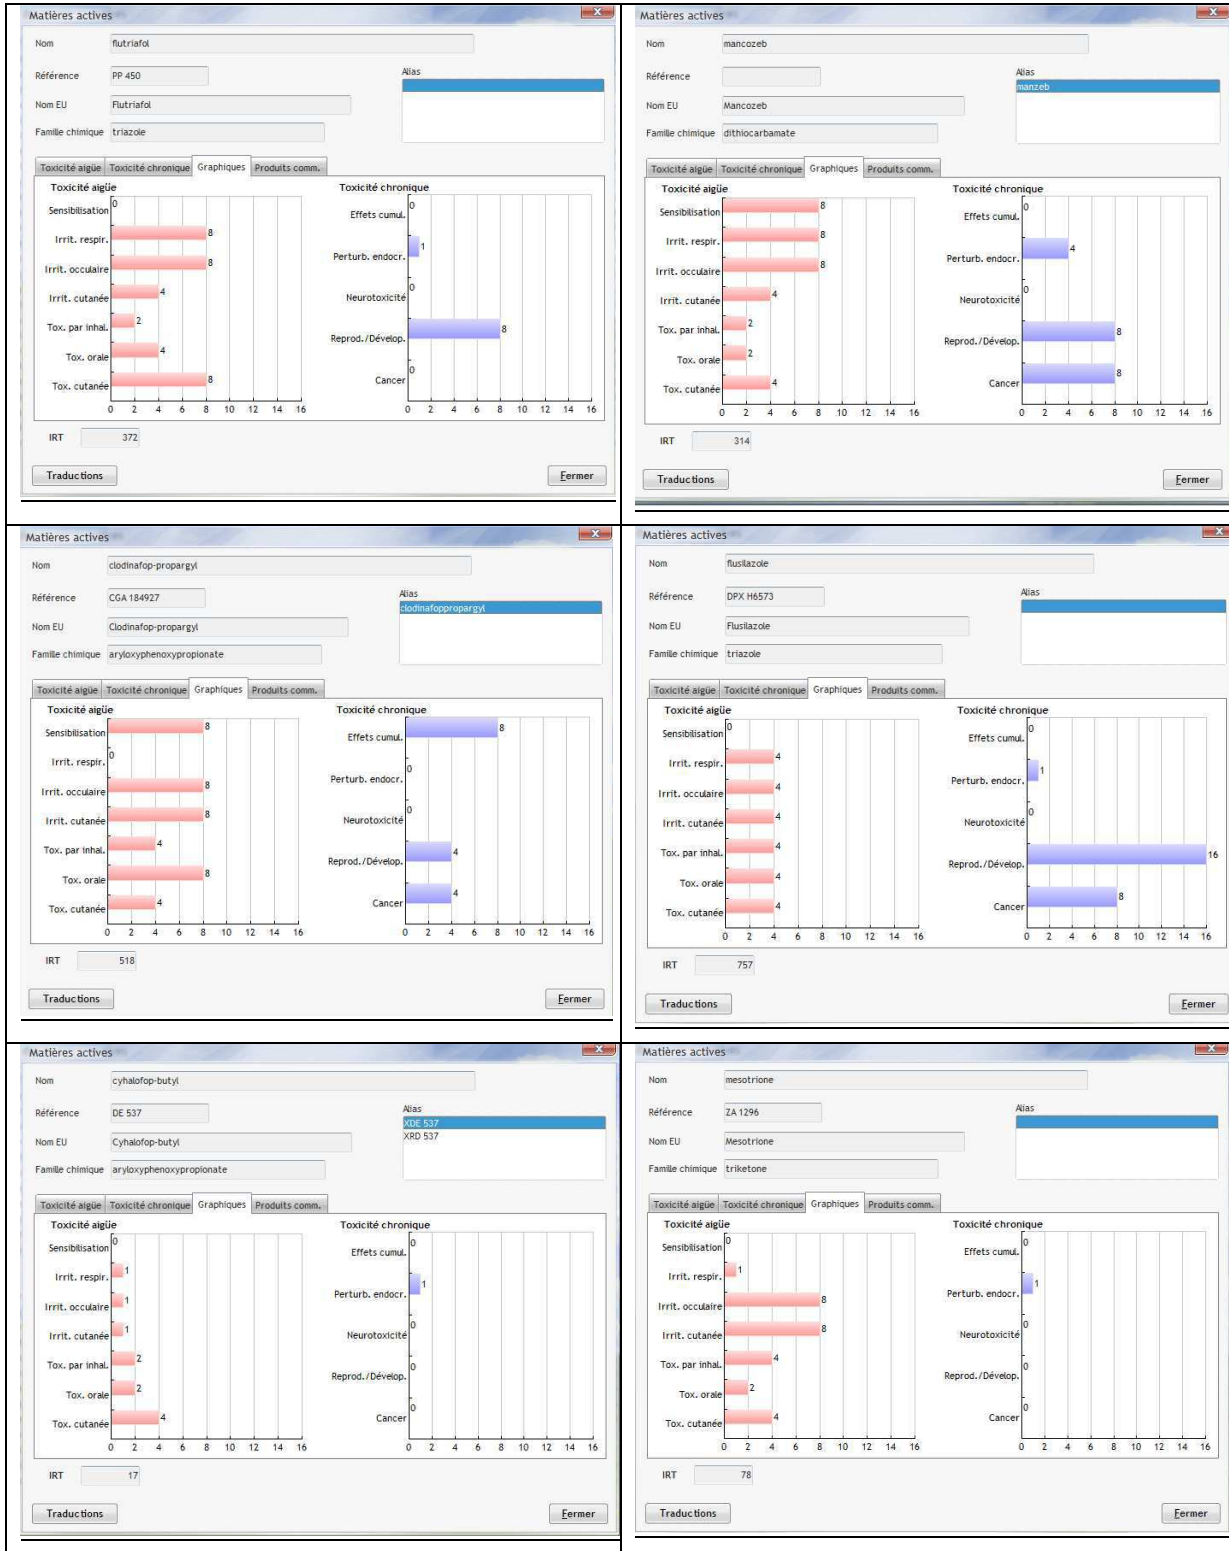 Matières actives
Nom flutriafol
Référence PP 450 Alias
Nom EU Flutriafol
Famille chimique triazole
Toxicité aigüe Toxicité chronique Graphiques Produits comm.
Toxicité aigüe Toxicité chronique
Sensibilisation 0 Effets cumul. 0
Irrit. respir. 8 Perturb. endocr. 1
Irrit. occulaire 8 Neurotoxicité 0
Irrit. cutanée 4 Reprod./Dévelop. 8
Tox. par inhal. 2 Cancer 0
Tox. orale 4
Tox. cutanée 8
0 2 4 6 8 10 12 14 16 0 2 4 6 8 10 12 14 16
IRT 372
Traductions Fermer
Matières actives
Nom mancozeb
Référence Alias
manzeb
Nom EU Mancozeb
Famille chimique dithiocarbamate
Toxicité aigüe Toxicité chronique Graphiques Produits comm.
Toxicité aigüe Toxicité chronique
Sensibilisation 8 Effets cumul. 0
Irrit. respir. 8 Perturb. endocr. 4
Irrit. occulaire 8 Neurotoxicité 0
Irrit. cutanée 4 Reprod./Dévelop. 8
Tox. par inhal. 2 Cancer 8
Tox. orale 2
Tox. cutanée 4
0 2 4 6 8 10 12 14 16 0 2 4 6 8 10 12 14 16
IRT 314
Traductions Fermer
Matières actives
Nom clodinafop-propargyl
Référence CGA 184927 Alias
clodinafoppropargyl
Nom EU Clodinafop-propargyl
Famille chimique aryloxyphenoxypropionate
Toxicité aigüe Toxicité chronique Graphiques Produits comm.
Toxicité aigüe Toxicité chronique
Sensibilisation 8 Effets cumul. 8
Irrit. respir. 0 Perturb. endocr. 0
Irrit. occulaire 8 Neurotoxicité 0
Irrit. cutanée 8 Reprod./Dévelop. 4
Tox. par inhal. 4 Cancer 4
Tox. orale 8
Tox. cutanée 4
0 2 4 6 8 10 12 14 16 0 2 4 6 8 10 12 14 16
IRT 518
Traductions Fermer
Matières actives
Nom flusilazole
Référence DPX H6573 Alias
Nom EU Flusilazole
Famille chimique triazole
Toxicité aigüe Toxicité chronique Graphiques Produits comm.
Toxicité aigüe Toxicité chronique
Sensibilisation 0 Effets cumul. 0
Irrit. respir. 4 Perturb. endocr. 1
Irrit. occulaire 4 Neurotoxicité 0
Irrit. cutanée 4 Reprod./Dévelop. 16
Tox. par inhal. 4 Cancer 8
Tox. orale 4
Tox. cutanée 4
0 2 4 6 8 10 12 14 16 0 2 4 6 8 10 12 14 16
IRT 757
Traductions Fermer
Matières actives
Nom cyhalofop-butyl
Référence DE 537 Alias
XDE 537
XRD 537
Nom EU Cyhalofop-butyl
Famille chimique aryloxyphenoxypropionate
Toxicité aigüe Toxicité chronique Graphiques Produits comm.
Toxicité aigüe Toxicité chronique
Sensibilisation 0 Effets cumul. 0
Irrit. respir. 1 Perturb. endocr. 1
Irrit. occulaire 1 Neurotoxicité 0
Irrit. cutanée 1 Reprod./Dévelop. 0
Tox. par inhal. 2 Cancer 0
Tox. orale 2
Tox. cutanée 4
0 2 4 6 8 10 12 14 16 0 2 4 6 8 10 12 14 16
IRT 17
Traductions Fermer
Matières actives
Nom mesotrione
Référence ZA 1296 Alias
Nom EU Mesotrione
Famille chimique triketone
Toxicité aigüe Toxicité chronique Graphiques Produits comm.
Toxicité aigüe Toxicité chronique
Sensibilisation 0 Effets cumul. 0
Irrit. respir. 1 Perturb. endocr. 1
Irrit. occulaire 8 Neurotoxicité 0
Irrit. cutanée 8 Reprod./Dévelop. 0
Tox. par inhal. 4 Cancer 0
Tox. orale 2
Tox. cutanée 4
0 2 4 6 8 10 12 14 16 0 2 4 6 8 10 12 14 16
IRT 78
Traductions Fermer